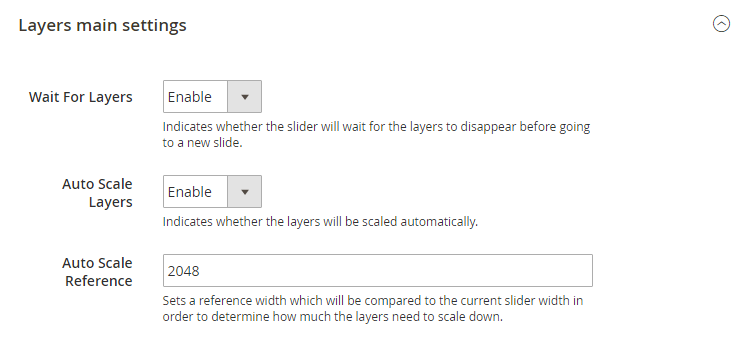 Layers main settings
Wait For Layers
Enable
Indicates whether the slider will wait for the layers to disappear before going
to a new slide.
Auto Scale
Layers
Enable
Indicates whether the layers will be scaled automatically.
Auto Scale
Reference
2048
Sets a reference width which will be compared to the current slider width in
order to determine how much the layers need to scale down.